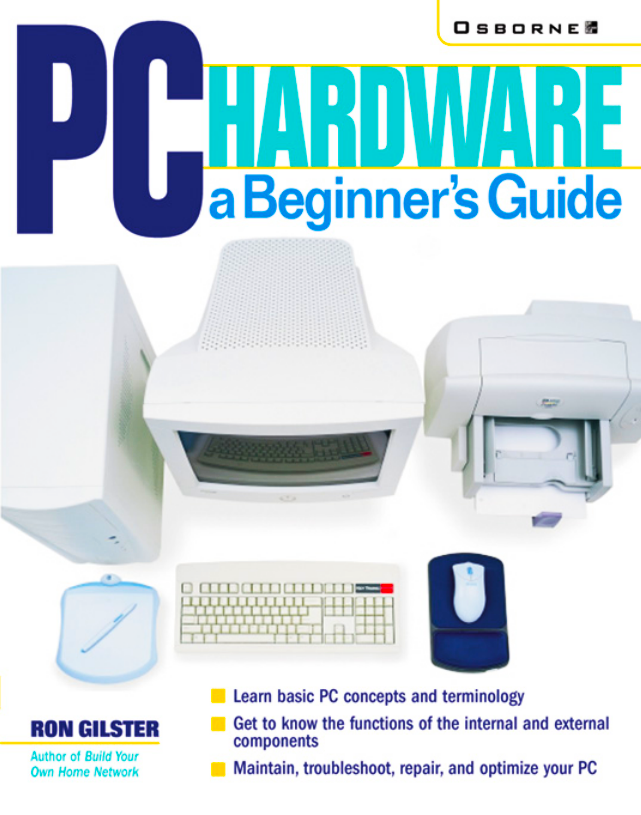 OSBORNE
PC HARDWARE
a Beginner's Guide
Learn basic PC concepts and terminology
Get to know the functions of the internal and external
components
Maintain, troubleshoot, repair, and optimize your PC
RON GILSTER
Author of Build Your
Own Home Network